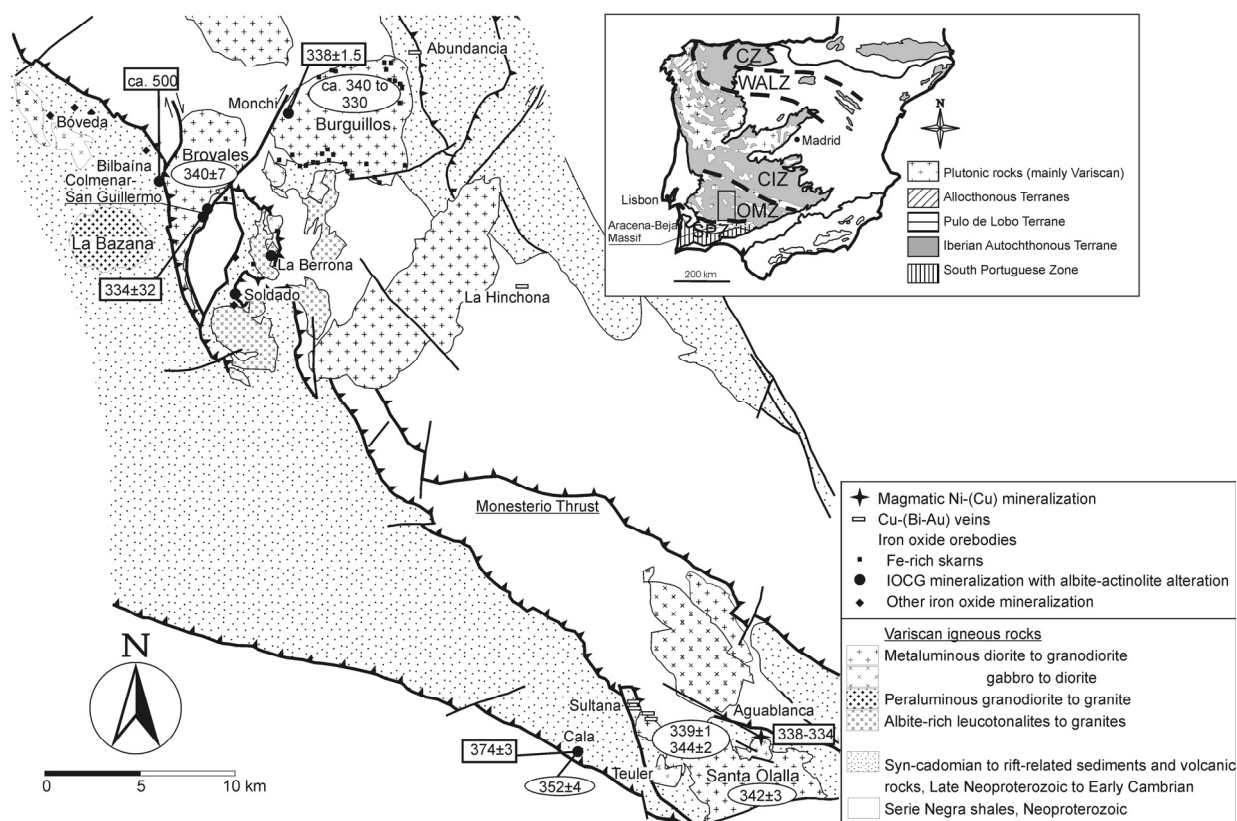 Abundancia
338±1.5
ca. 500
ca. 340 to
330
Monchi
Burguillos
Bóveda
Brovales
340±7
Bilbaína
Colmenar-
San Guillermo
La Bazana
334±32
La Berrona
Soldado
La Hinchona
Monesterio Thrust
N
0
5
10 km
Sultana
Cala
374±3
352±4
Teuler
Aguablanca
339±1
344±2
338-334
Santa Olalla
342±3
CZ
WALZ
Madrid
CIZ
OMZ
SPZ
Lisbon
Aracena-Beja
Massif
200 km
N
Plutonic rocks (mainly Variscan)
Allocthonous Terranes
Pulo de Lobo Terrane
Iberian Autochthonous Terrane
South Portuguese Zone
Magmatic Ni-(Cu) mineralization
Cu-(Bi-Au) veins
Iron oxide orebodies
Fe-rich skarns
IOCG mineralization with albite-actinolite alteration
Other iron oxide mineralization
Variscan igneous rocks
Metaluminous diorite to granodiorite
gabbro to diorite
Peraluminous granodiorite to granite
Albite-rich leucotonalites to granites
Syn-cadomian to rift-related sediments and volcanic
rocks, Late Neoproterozoic to Early Cambrian
Serie Negra shales, Neoproterozoic